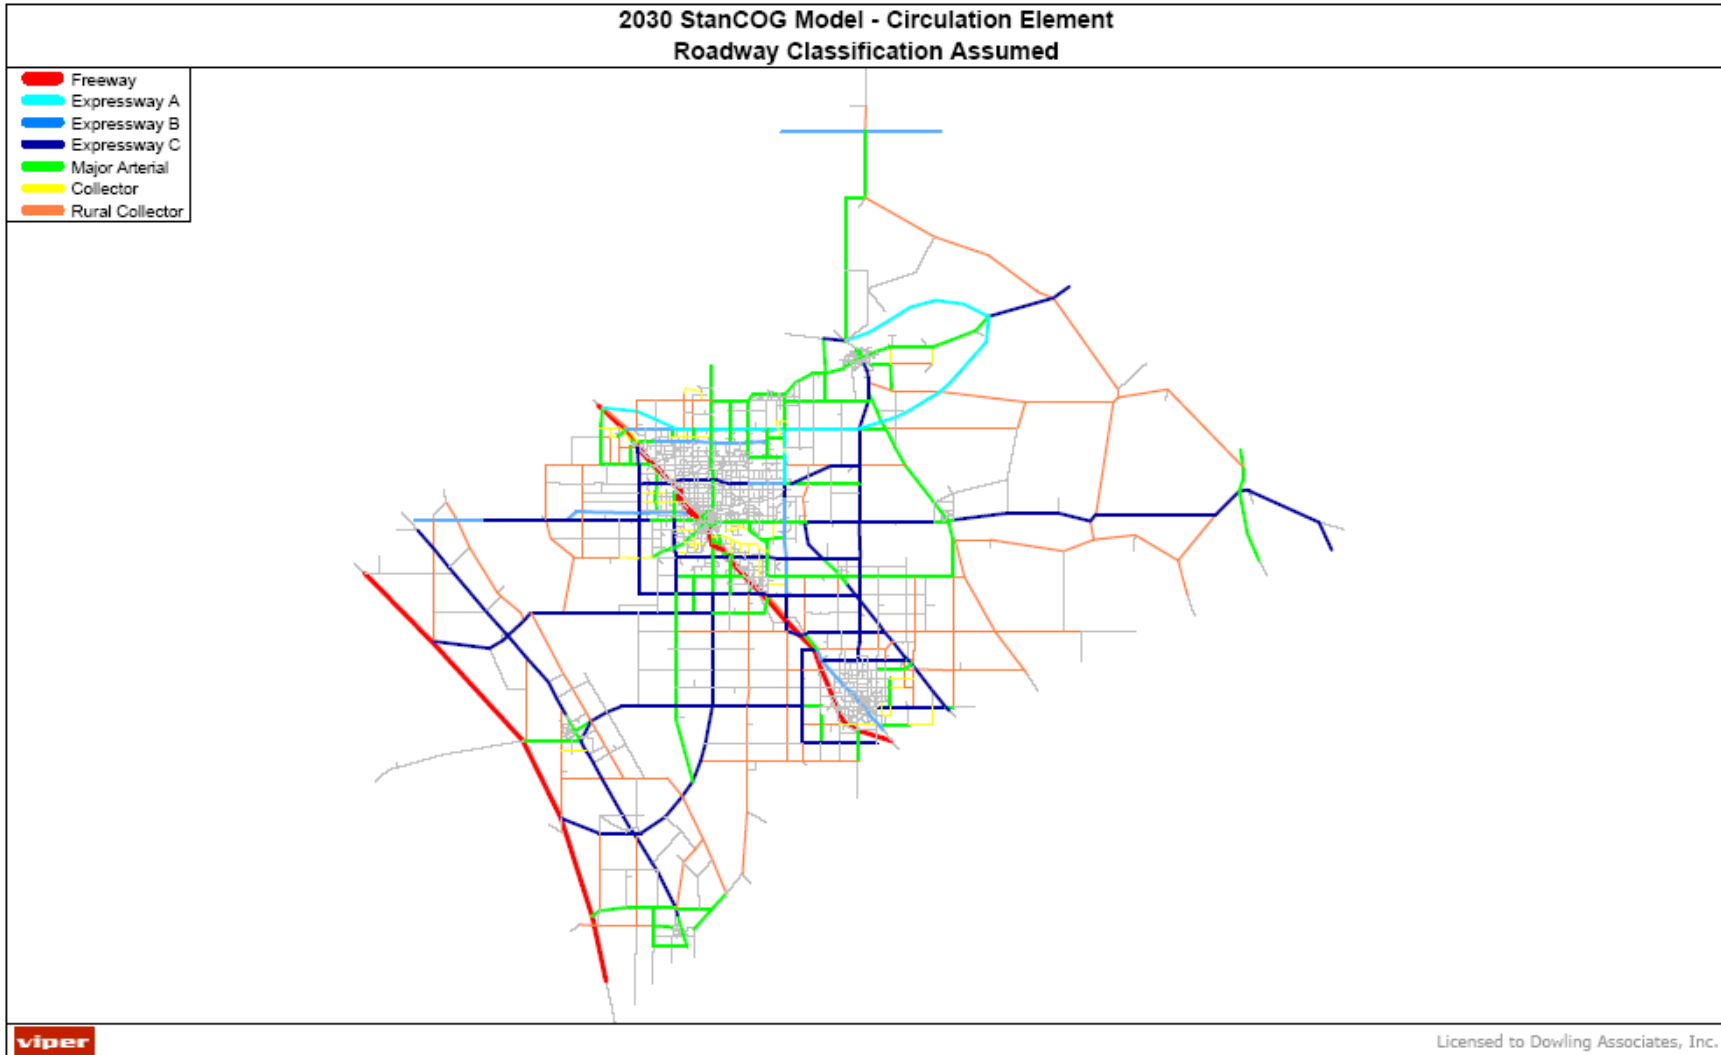 2030 StanCOG Model - Circulation Element
Roadway Classification Assumed
Freeway
Expressway A
Expressway B
Expressway C
Major Arterial
Collector
Rural Collector
viper
Licensed to Dowling Associates, Inc.